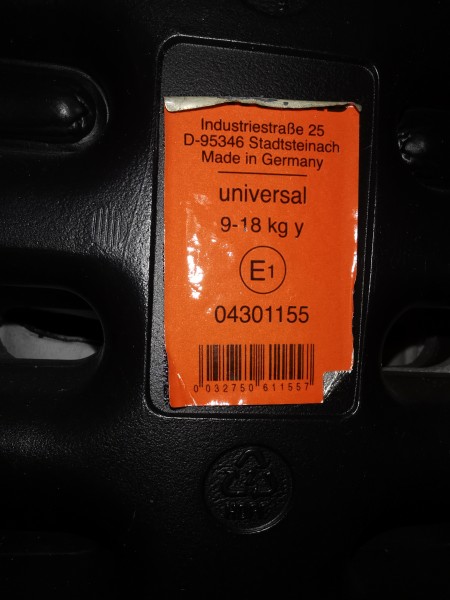 Industriestraße 25
D-95346 Stadtsteinach
Made in Germany
universal
9-18 kg y
E1
04301155
0 032750 611557